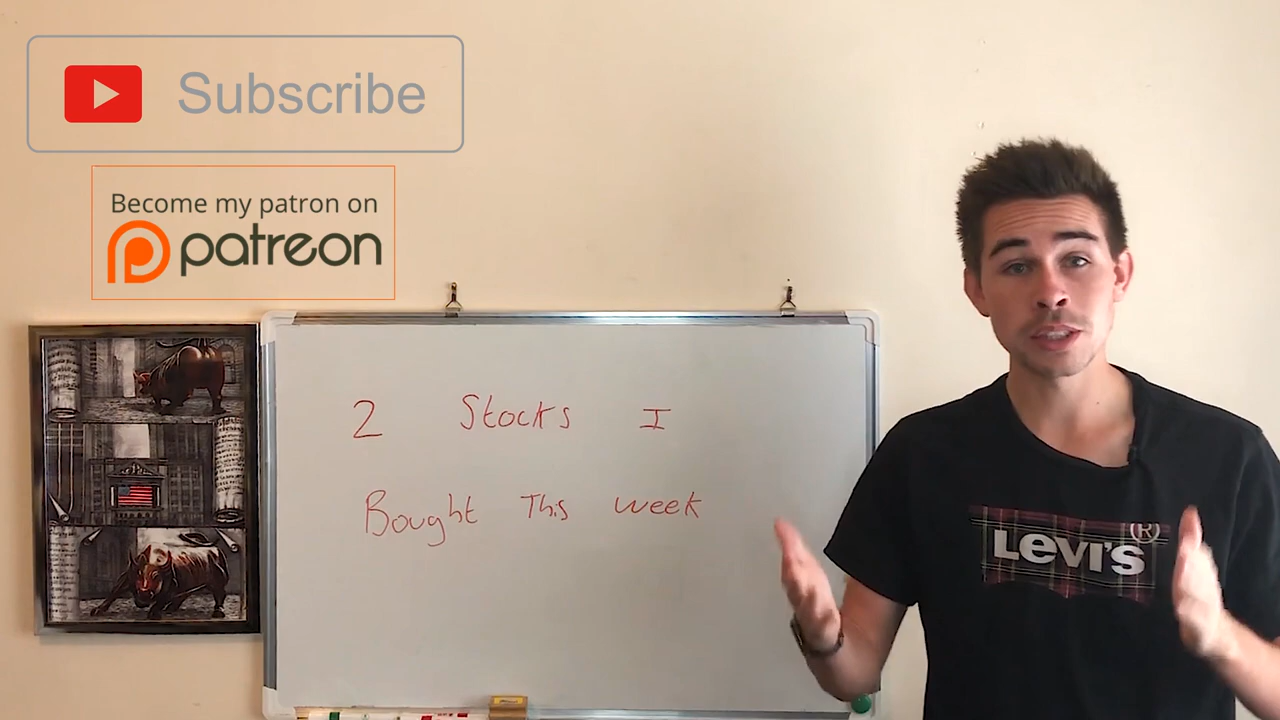 Subscribe
Become my patron on
patreon
2 Stocks I
Bought This week
LEVI'S®